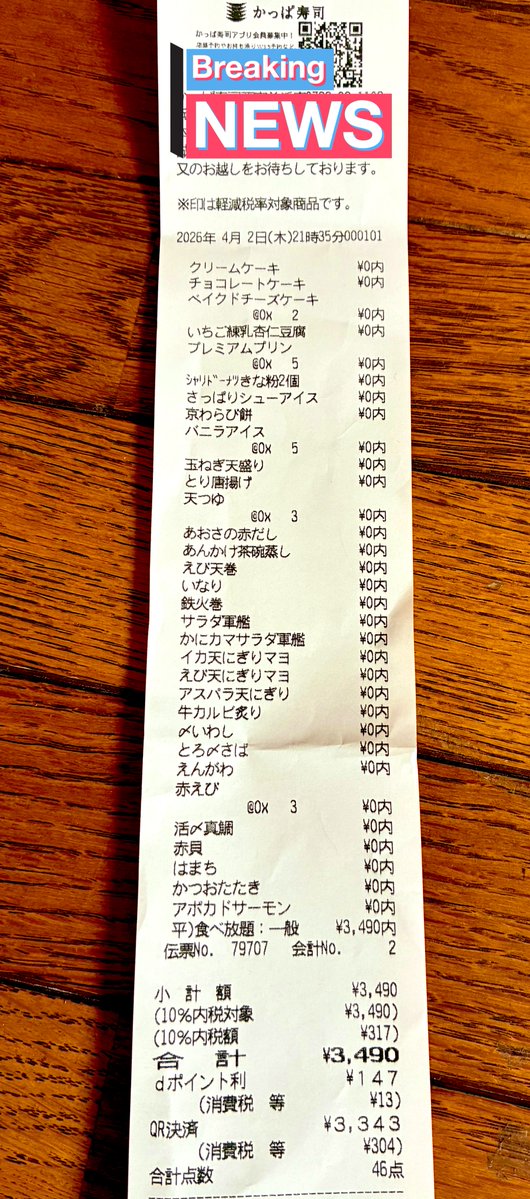 かっぱ寿司
かっぱ寿司アプリ会員募集中!
Breaking
NEWS
又のお越しをお待ちしております。
※印は軽減税率対象商品です。
2026年 4月 2日(木)21時35分000101
クリームケーキ ¥0内
チョコレートケーキ ¥0内
ベイクドチーズケーキ
@0x 2 ¥0内
いちご練乳杏仁豆腐 ¥0内
プレミアムプリン
@0x 5 ¥0内
ｼｬﾘﾄﾞｰﾅﾂきな粉2個 ¥0内
さっぱりシューアイス ¥0内
京わらび餅 ¥0内
バニラアイス
@0x 5 ¥0内
玉ねぎ天盛り ¥0内
とり唐揚げ ¥0内
天つゆ
@0x 3 ¥0内
あおさの赤だし ¥0内
あんかけ茶碗蒸し ¥0内
えび天巻 ¥0内
いなり ¥0内
鉄火巻 ¥0内
サラダ軍艦 ¥0内
かにカマサラダ軍艦 ¥0内
イカ天にぎりマヨ ¥0内
えび天にぎりマヨ ¥0内
アスパラ天にぎり ¥0内
牛カルビ炙り ¥0内
〆いわし ¥0内
とろ〆さば ¥0内
えんがわ ¥0内
赤えび
@0x 3 ¥0内
活〆真鯛 ¥0内
赤貝 ¥0内
はまち ¥0内
かつおたたき ¥0内
アボカドサーモン ¥0内
平)食べ放題:一般 ¥3,490内
伝票No. 79707 会計No. 2
小 計 額 ¥3,490
(10%内税対象 ¥3,490)
(10%内税額 ¥317)
合 計 ¥3,490
dポイント利 ¥147
(消費税 等 ¥13)
QR決済 ¥3,343
(消費税 等 ¥304)
合計点数 46点